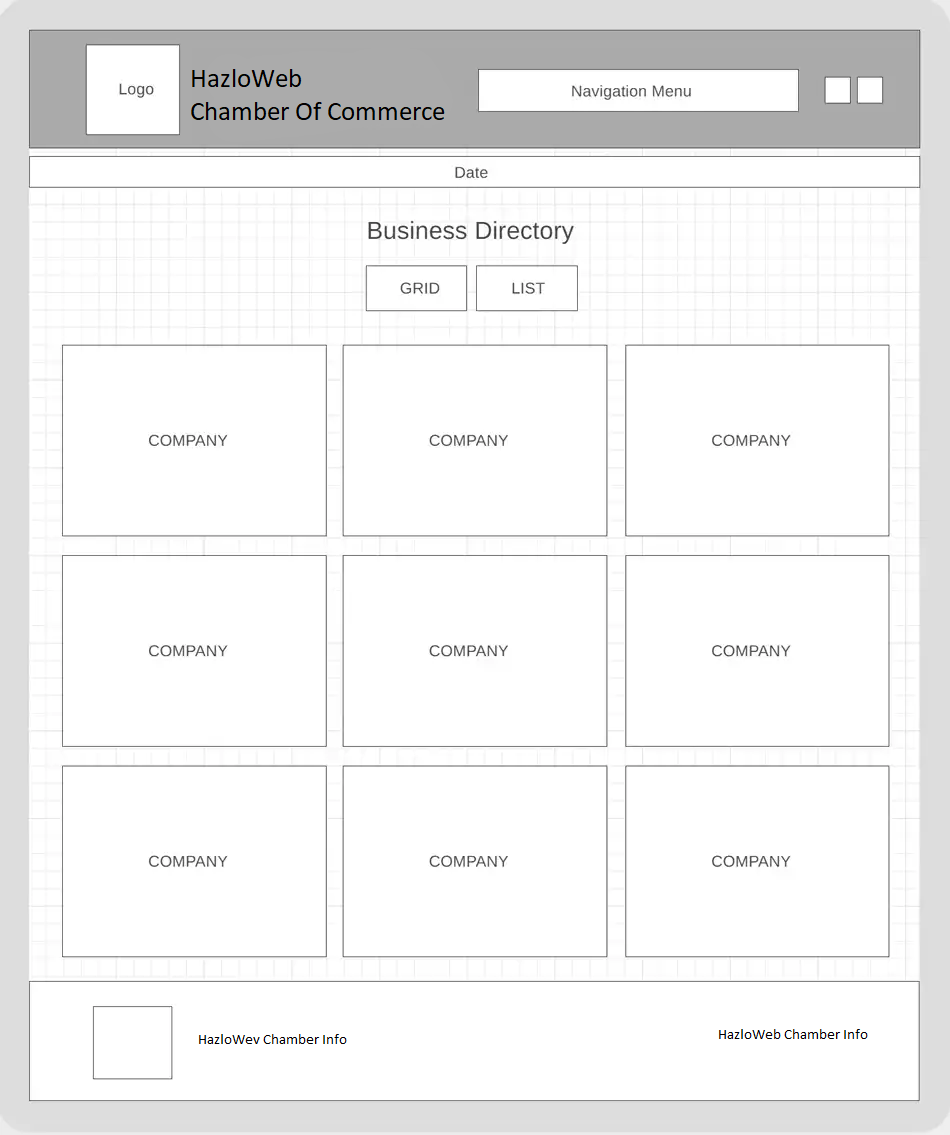 Logo
HazloWeb
Chamber Of Commerce
Navigation Menu
Date
Business Directory
GRID
LIST
COMPANY
COMPANY
COMPANY
COMPANY
COMPANY
COMPANY
COMPANY
COMPANY
COMPANY
HazloWev Chamber Info
HazloWeb Chamber Info